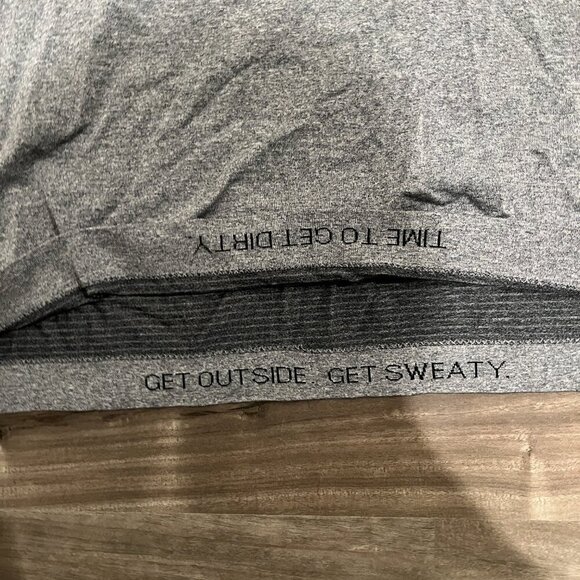 TIME TO GET DIRTY.
GET OUTSIDE. GET SWEATY.